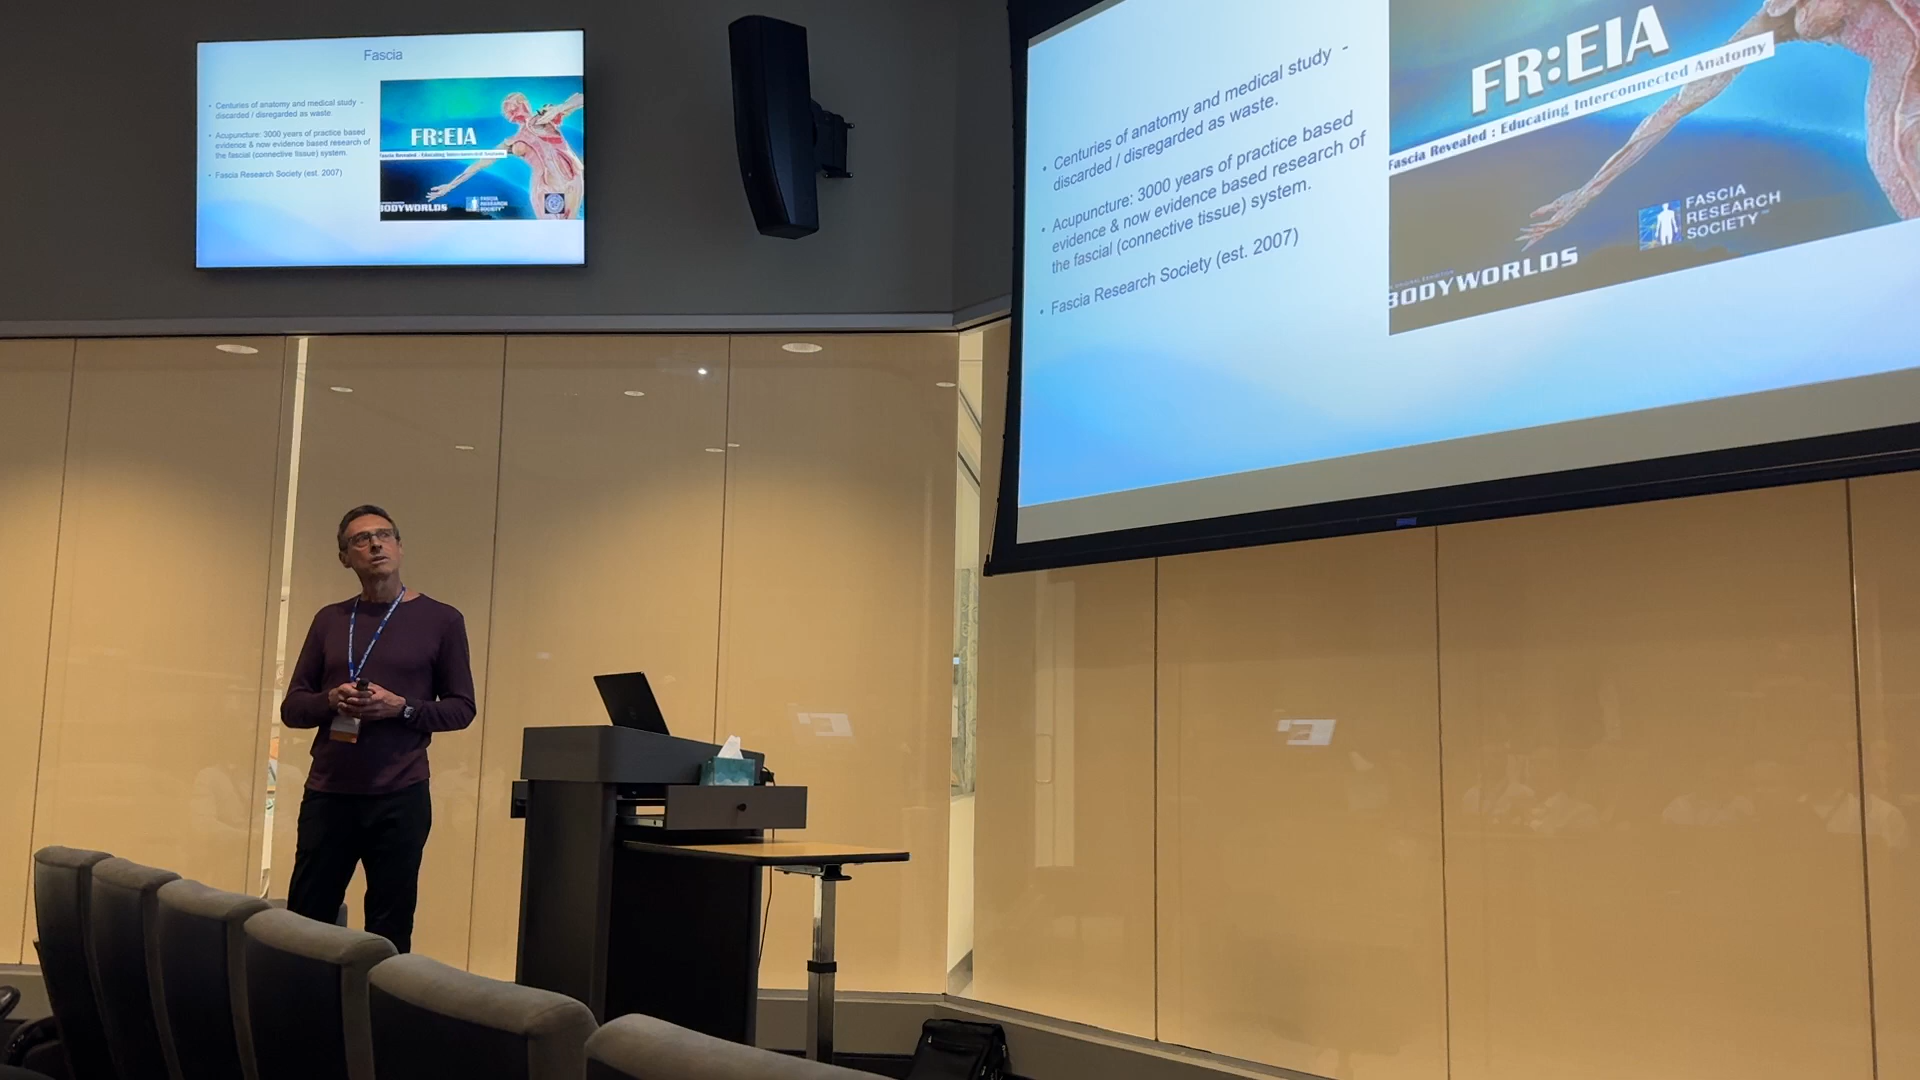 Fascia
• Centuries of anatomy and medical study -
discarded / disregarded as waste.
• Acupuncture: 3000 years of practice based
evidence & now evidence based research of
the fascial (connective tissue) system.
• Fascia Research Society (est. 2007)
FR:EIA
Fascia Revealed : Educating Interconnected Anatomy
BODYWORLDS
FASCIA
RESEARCH
SOCIETY™
• Centuries of anatomy and medical study -
discarded / disregarded as waste.
• Acupuncture: 3000 years of practice based
evidence & now evidence based research of
the fascial (connective tissue) system.
• Fascia Research Society (est. 2007)
FR:EIA
Fascia Revealed : Educating Interconnected Anatomy
FASCIA
RESEARCH
SOCIETY™
BODYWORLDS